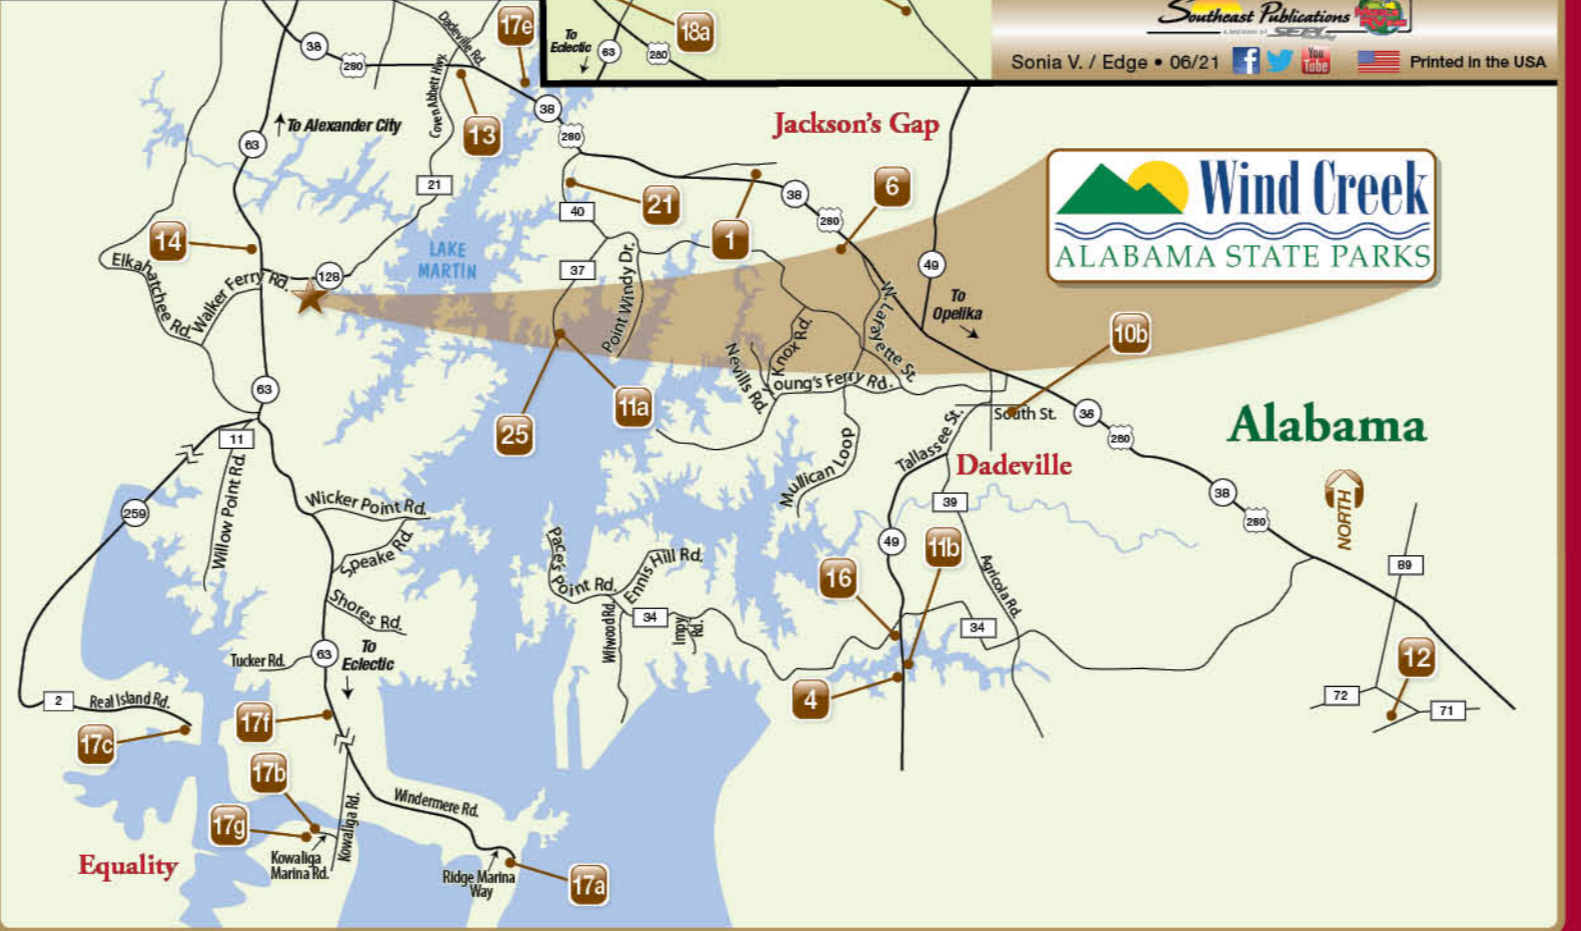 17e
18a
To
Eclectic
63
280
Southeast Publications
Sonia V. / Edge • 06/21
You
Tube
Printed in the USA
38
280
Dadeville Rd.
Coven Abbett Hwy.
13
38
280
Jackson's Gap
To Alexander City
63
21
40
21
1
38
280
6
Wind Creek
ALABAMA STATE PARKS
14
Elkahatchee Rd.
Walker Ferry Rd.
128
LAKE
MARTIN
37
Point Windy Dr.
49
To
Opelika
W. Lafayette St.
Knox Rd.
Nevills Rd.
Young's Ferry Rd.
10b
63
25
11a
South St.
38
280
Alabama
11
Willow Point Rd.
Mullican Loop
Tallassee St.
Dadeville
38
280
NORTH
259
Wicker Point Rd.
Speake Rd.
Shores Rd.
39
49
11b
Agricola Rd.
16
89
Pace's Point Rd.
Ennis Hill Rd.
34
Wilwood Rd.
Impy
Rd.
34
Tucker Rd.
63
To
Eclectic
4
12
72
71
2
Real Island Rd.
17c
17f
17b
17g
Kowaliga Rd.
Windermere Rd.
Equality
Kowaliga
Marina Rd.
Ridge Marina
Way
17a